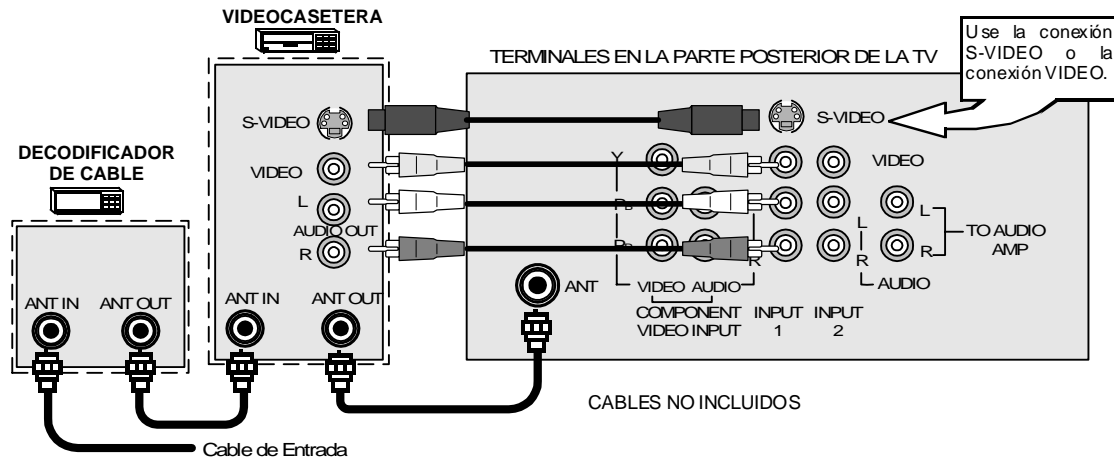 VIDEOCASETERA
TERMINALES EN LA PARTE POSTERIOR DE LA TV
Use la conexión
S-VIDEO o la
conexión VIDEO.
S-VIDEO
S-VIDEO
DECODIFICADOR
DE CABLE
VIDEO
Y
VIDEO
L
AUDIO OUT
R
L
R
TO AUDIO
AMP
L
R
AUDIO
R
ANT IN
ANT OUT
ANT IN
ANT OUT
ANT
VIDEO AUDIO
COMPONENT
VIDEO INPUT
INPUT
1
INPUT
2
CABLES NO INCLUIDOS
Cable de Entrada